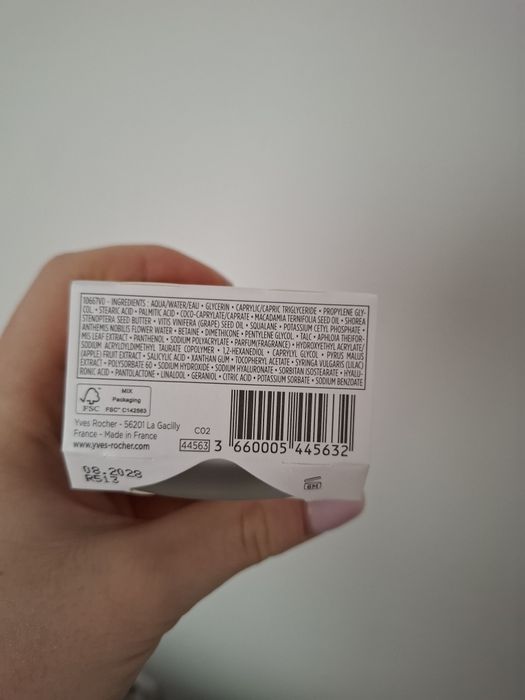 10667V0 - INGREDIENTS : AQUA/WATER/EAU • GLYCERIN • CAPRYLIC/CAPRIC TRIGLYCERIDE • PROPYLENE GLY-
COL • STEARIC ACID • PALMITIC ACID • COCO-CAPRYLATE/CAPRATE • MACADAMIA TERNIFOLIA SEED OIL • SHOREA
STENOPTERA SEED BUTTER • VITIS VINIFERA (GRAPE) SEED OIL • SQUALANE • POTASSIUM CETYL PHOSPHATE •
ANTHEMIS NOBILIS FLOWER WATER • BETAINE • DIMETHICONE • PENTYLENE GLYCOL • TALC • APHLOIA THEIFOR-
MIS LEAF EXTRACT • PANTHENOL • SODIUM POLYACRYLATE • PARFUM(FRAGRANCE) • HYDROXYETHYL ACRYLATE/
SODIUM ACRYLOYLDIMETHYL TAURATE COPOLYMER • 1,2-HEXANEDIOL • CAPRYLYL GLYCOL • PYRUS MALUS
(APPLE) FRUIT EXTRACT • SALICYLIC ACID • XANTHAN GUM • TOCOPHERYL ACETATE • SYRINGA VULGARIS (LILAC)
EXTRACT • POLYSORBATE 60 • SODIUM HYDROXIDE • SODIUM HYALURONATE • SORBITAN ISOSTEARATE • HYALU-
RONIC ACID • PANTOLACTONE • LINALOOL • GERANIOL • CITRIC ACID • POTASSIUM SORBATE • SODIUM BENZOATE
MIX
Packaging
FSC FSC® C142563
Yves Rocher - 56201 La Gacilly
France - Made in France
www.yves-rocher.com
C02
44563
3 660005 445632
08.2028
R512
6M